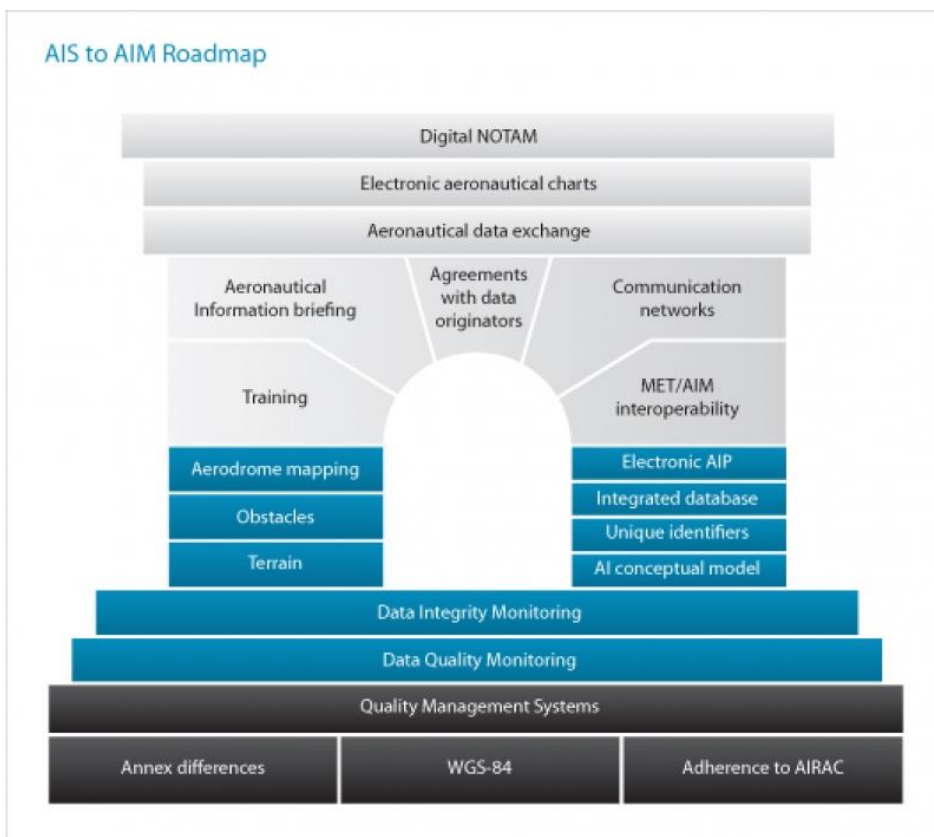 AIS to AIM Roadmap
Digital NOTAM
Electronic aeronautical charts
Aeronautical data exchange
Aeronautical
Information briefing
Agreements
with data
originators
Communication
networks
Training
MET/AIM
interoperability
Aerodrome mapping
Obstacles
Terrain
Electronic AIP
Integrated database
Unique identifiers
AI conceptual model
Data Integrity Monitoring
Data Quality Monitoring
Quality Management Systems
Annex differences
WGS-84
Adherence to AIRAC